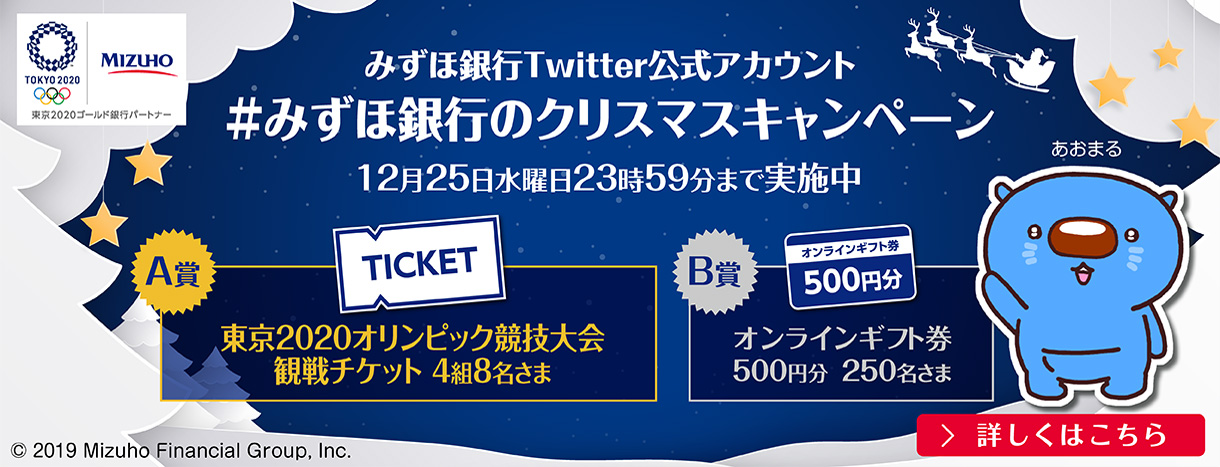 TOKYO 2020
MIZUHO
東京2020ゴールド銀行パートナー
みずほ銀行Twitter公式アカウント
#みずほ銀行のクリスマスキャンペーン
12月25日水曜日23時59分まで実施中
あおまる
A賞
TICKET
東京2020オリンピック競技大会
観戦チケット 4組8名さま
B賞
オンラインギフト券
500円分
オンラインギフト券
500円分 250名さま
詳しくはこちら
© 2019 Mizuho Financial Group, Inc.